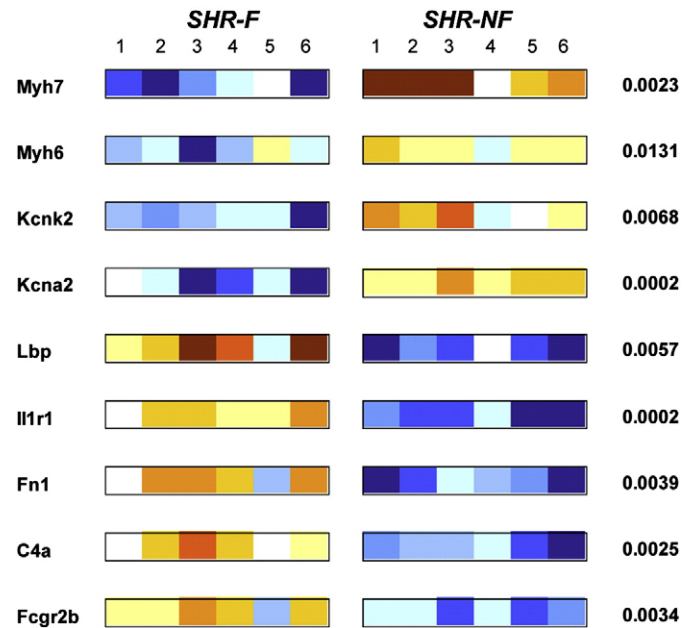 SHR-F SHR-NF
1 2 3 4 5 6 1 2 3 4 5 6
Myh7 0.0023
Myh6 0.0131
Kcnk2 0.0068
Kcna2 0.0002
Lbp 0.0057
Il1r1 0.0002
Fn1 0.0039
C4a 0.0025
Fcgr2b 0.0034